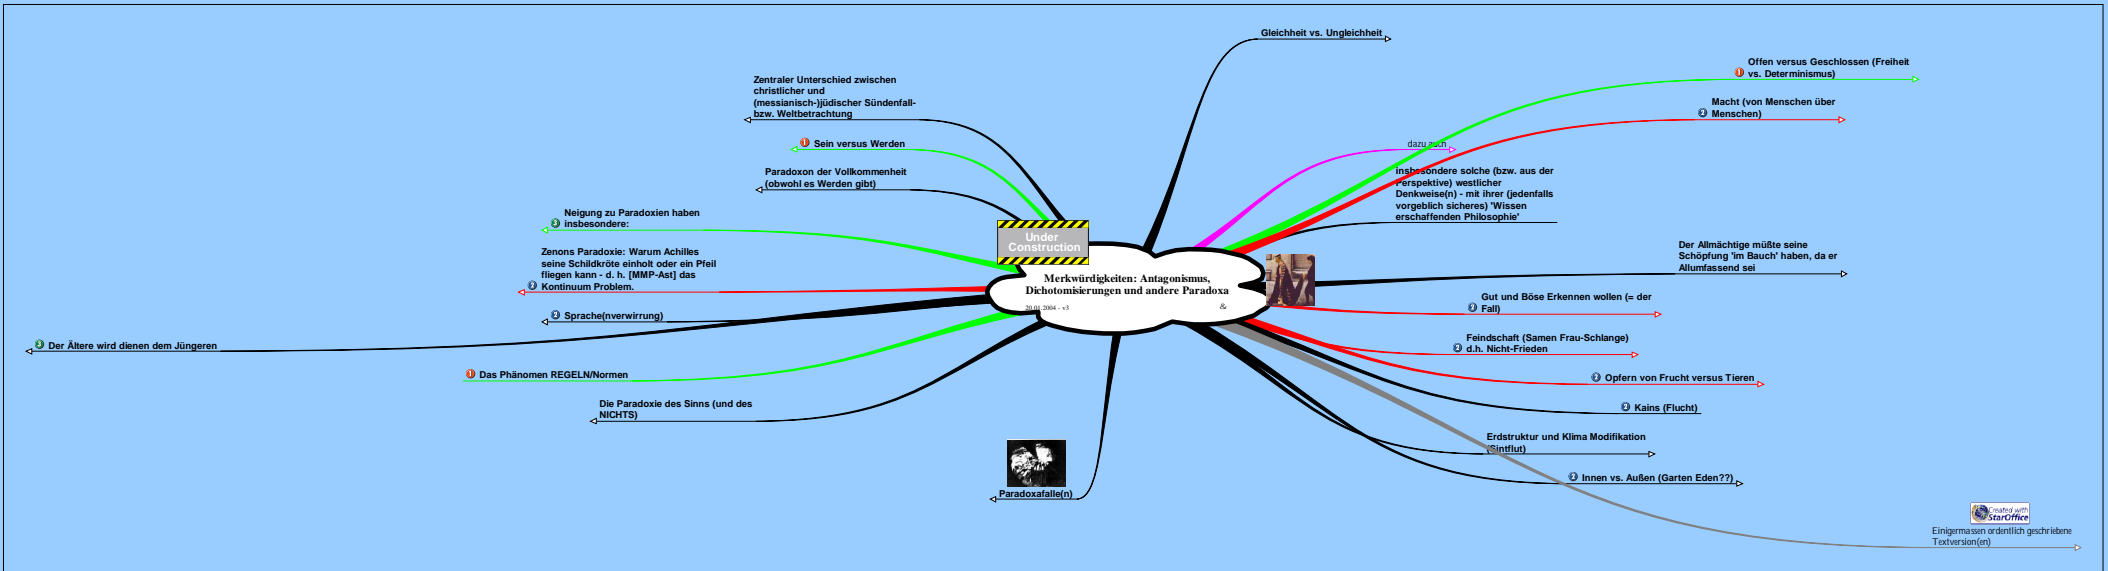 Gleichheit vs. Ungleichheit
Offen versus Geschlossen (Freiheit
vs. Determinismus)
Macht (von Menschen über
Menschen)
dazu auch
insbesondere solche (bzw. aus der
Perspektive) westlicher
Denkweise(n) - mit ihrer (jedenfalls
vorgeblich sicheres) 'Wissen
erschaffenden Philosophie'
Der Allmächtige müßte seine
Schöpfung 'im Bauch' haben, da er
Allumfassend sei
Gut und Böse Erkennen wollen (= der
Fall)
Feindschaft (Samen Frau-Schlange)
d.h. Nicht-Frieden
Opfern von Frucht versus Tieren
Kains (Flucht)
Erdstruktur und Klima Modifikation
(Sintflut)
Innen vs. Außen (Garten Eden??)
Created with
StarOffice
Einigermassen ordentlich geschriebene
Textversion(en)
Zentraler Unterschied zwischen
christlicher und
(messianisch-)jüdischer Sündenfall-
bzw. Weltbetrachtung
1 Sein versus Werden
Paradoxon der Vollkommenheit
(obwohl es Werden gibt)
Neigung zu Paradoxien haben
3 insbesondere:
Zenons Paradoxie: Warum Achilles
seine Schildkröte einholt oder ein Pfeil
fliegen kann - d. h. [MMP-Ast] das
2 Kontinuum Problem.
2 Sprache(nverwirrung)
3 Der Ältere wird dienen dem Jüngeren
1 Das Phänomen REGELN/Normen
Die Paradoxie des Sinns (und des
NICHTS)
Paradoxafalle(n)
Under
Construction
Merkwürdigkeiten: Antagonismus,
Dichotomisierungen und andere Paradoxa
20.01.2004 - v3
&